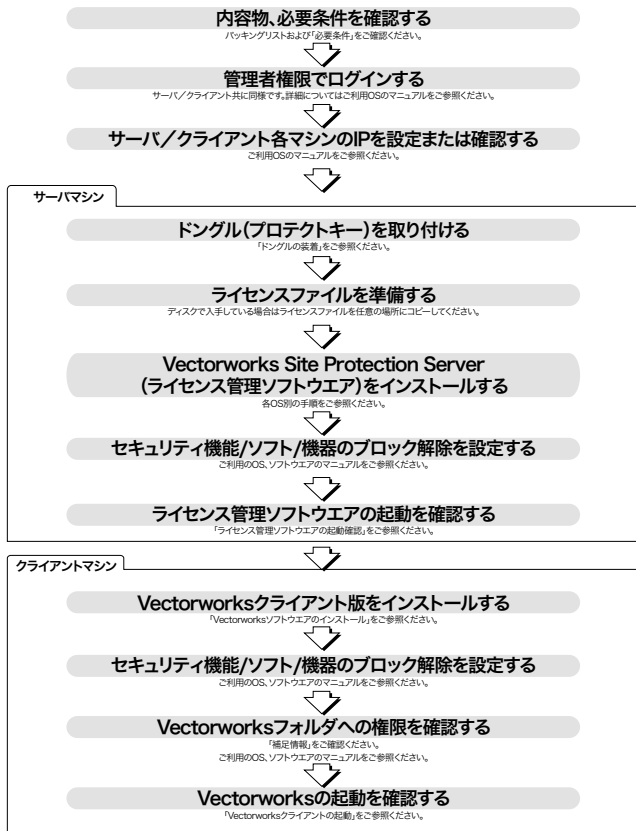 内容物、必要条件を確認する
パッキングリストおよび「必要条件」をご確認ください。
管理者権限でログインする
サーバ／クライアント共に同様です。詳細についてはご利用OSのマニュアルをご参照ください。
サーバ／クライアント各マシンのIPを設定または確認する
ご利用OSのマニュアルをご参照ください。
サーバマシン
ドングル(プロテクトキー)を取り付ける
「ドングルの装着」をご参照ください。
ライセンスファイルを準備する
ディスクで入手している場合はライセンスファイルを任意の場所にコピーしてください。
Vectorworks Site Protection Server
(ライセンス管理ソフトウエア)をインストールする
各OS別の手順をご参照ください。
セキュリティ機能/ソフト/機器のブロック解除を設定する
ご利用のOS、ソフトウエアのマニュアルをご参照ください。
ライセンス管理ソフトウエアの起動を確認する
「ライセンス管理ソフトウエアの起動確認」をご参照ください。
クライアントマシン
Vectorworksクライアント版をインストールする
「Vectorworksソフトウエアのインストール」をご参照ください。
セキュリティ機能/ソフト/機器のブロック解除を設定する
ご利用のOS、ソフトウエアのマニュアルをご参照ください。
Vectorworksフォルダへの権限を確認する
「補足情報」をご確認ください。
ご利用のOS、ソフトウエアのマニュアルをご参照ください。
Vectorworksの起動を確認する
「Vectorworksクライアントの起動」をご参照ください。